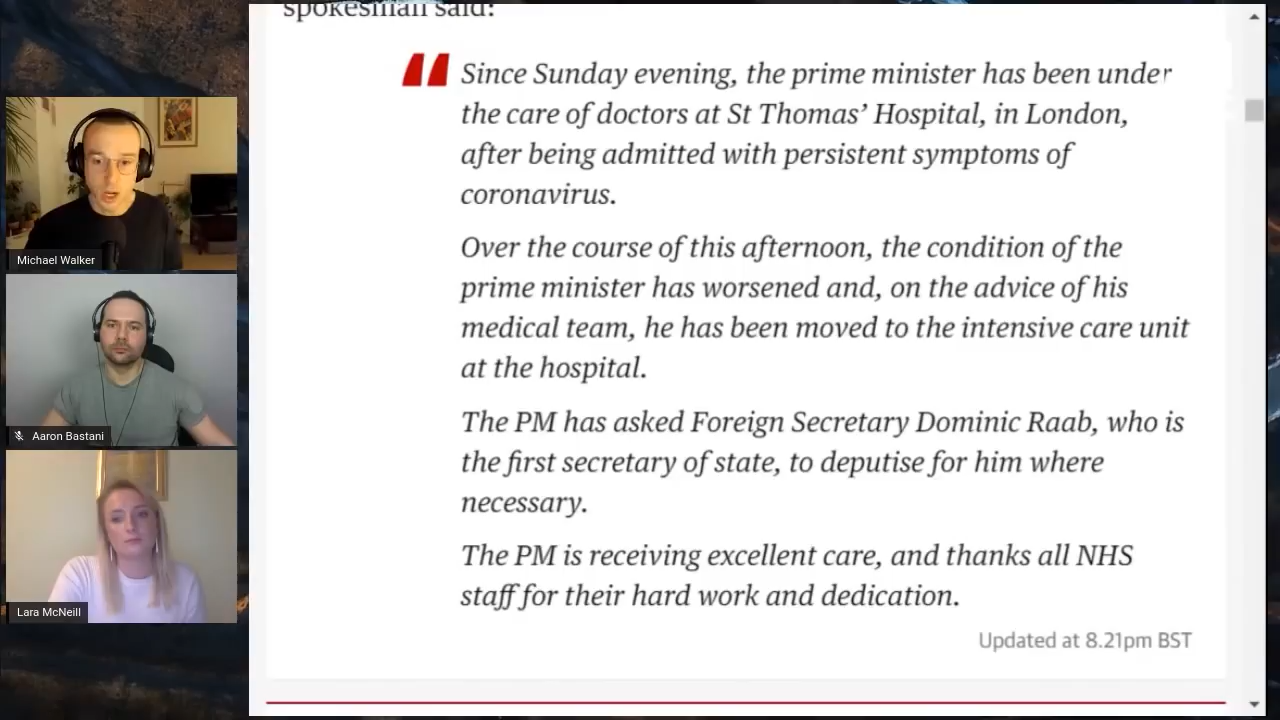 spokesman said:
Since Sunday evening, the prime minister has been under
the care of doctors at St Thomas’ Hospital, in London,
after being admitted with persistent symptoms of
coronavirus.
Over the course of this afternoon, the condition of the
prime minister has worsened and, on the advice of his
medical team, he has been moved to the intensive care unit
at the hospital.
The PM has asked Foreign Secretary Dominic Raab, who is
the first secretary of state, to deputise for him where
necessary.
The PM is receiving excellent care, and thanks all NHS
staff for their hard work and dedication.
Updated at 8.21pm BST
Michael Walker
Aaron Bastani
Lara McNeill